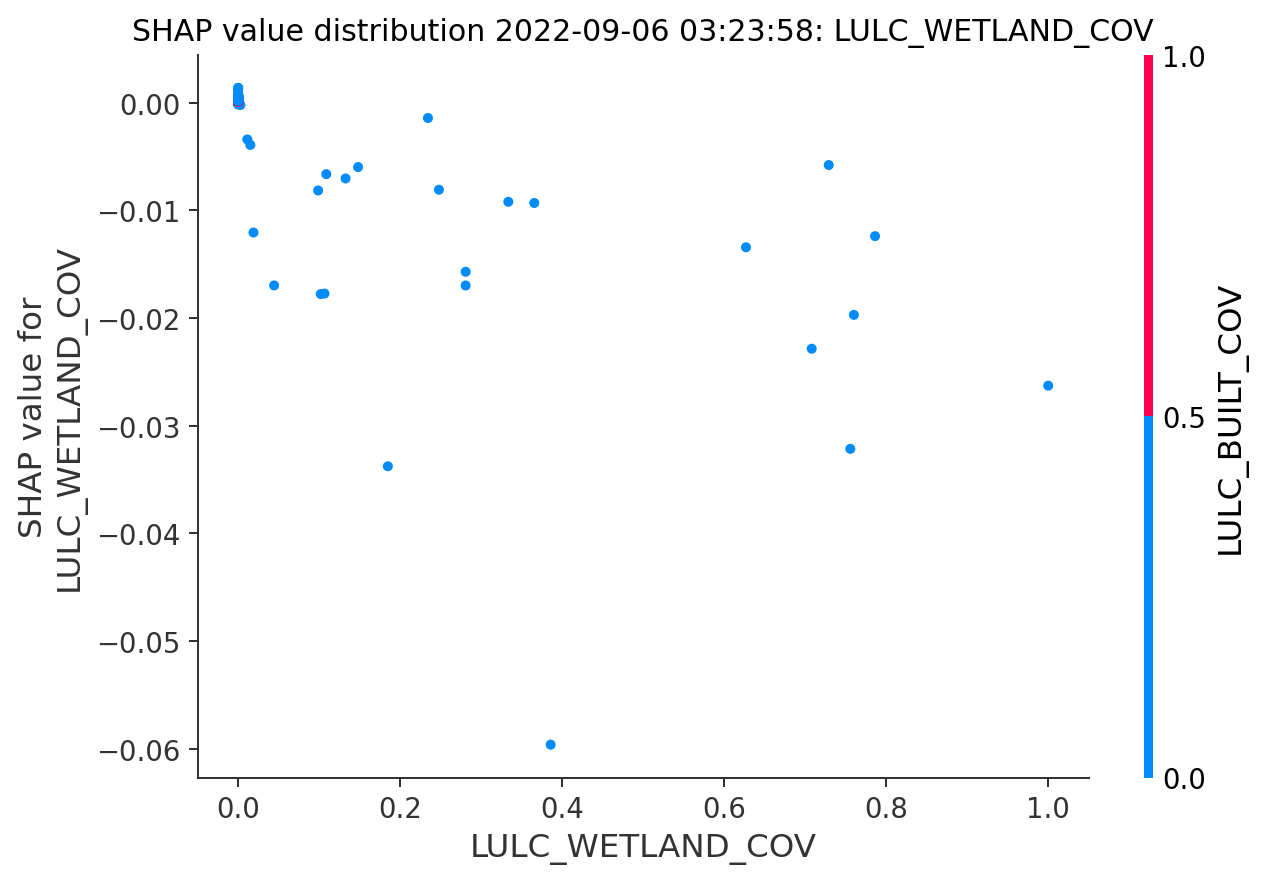 SHAP value distribution 2022-09-06 03:23:58: LULC_WETLAND_COV
SHAP value for
LULC_WETLAND_COV
0.00
−0.01
−0.02
−0.03
−0.04
−0.05
−0.06
0.0 0.2 0.4 0.6 0.8 1.0
LULC_WETLAND_COV
1.0
0.5
0.0
LULC_BUILT_COV